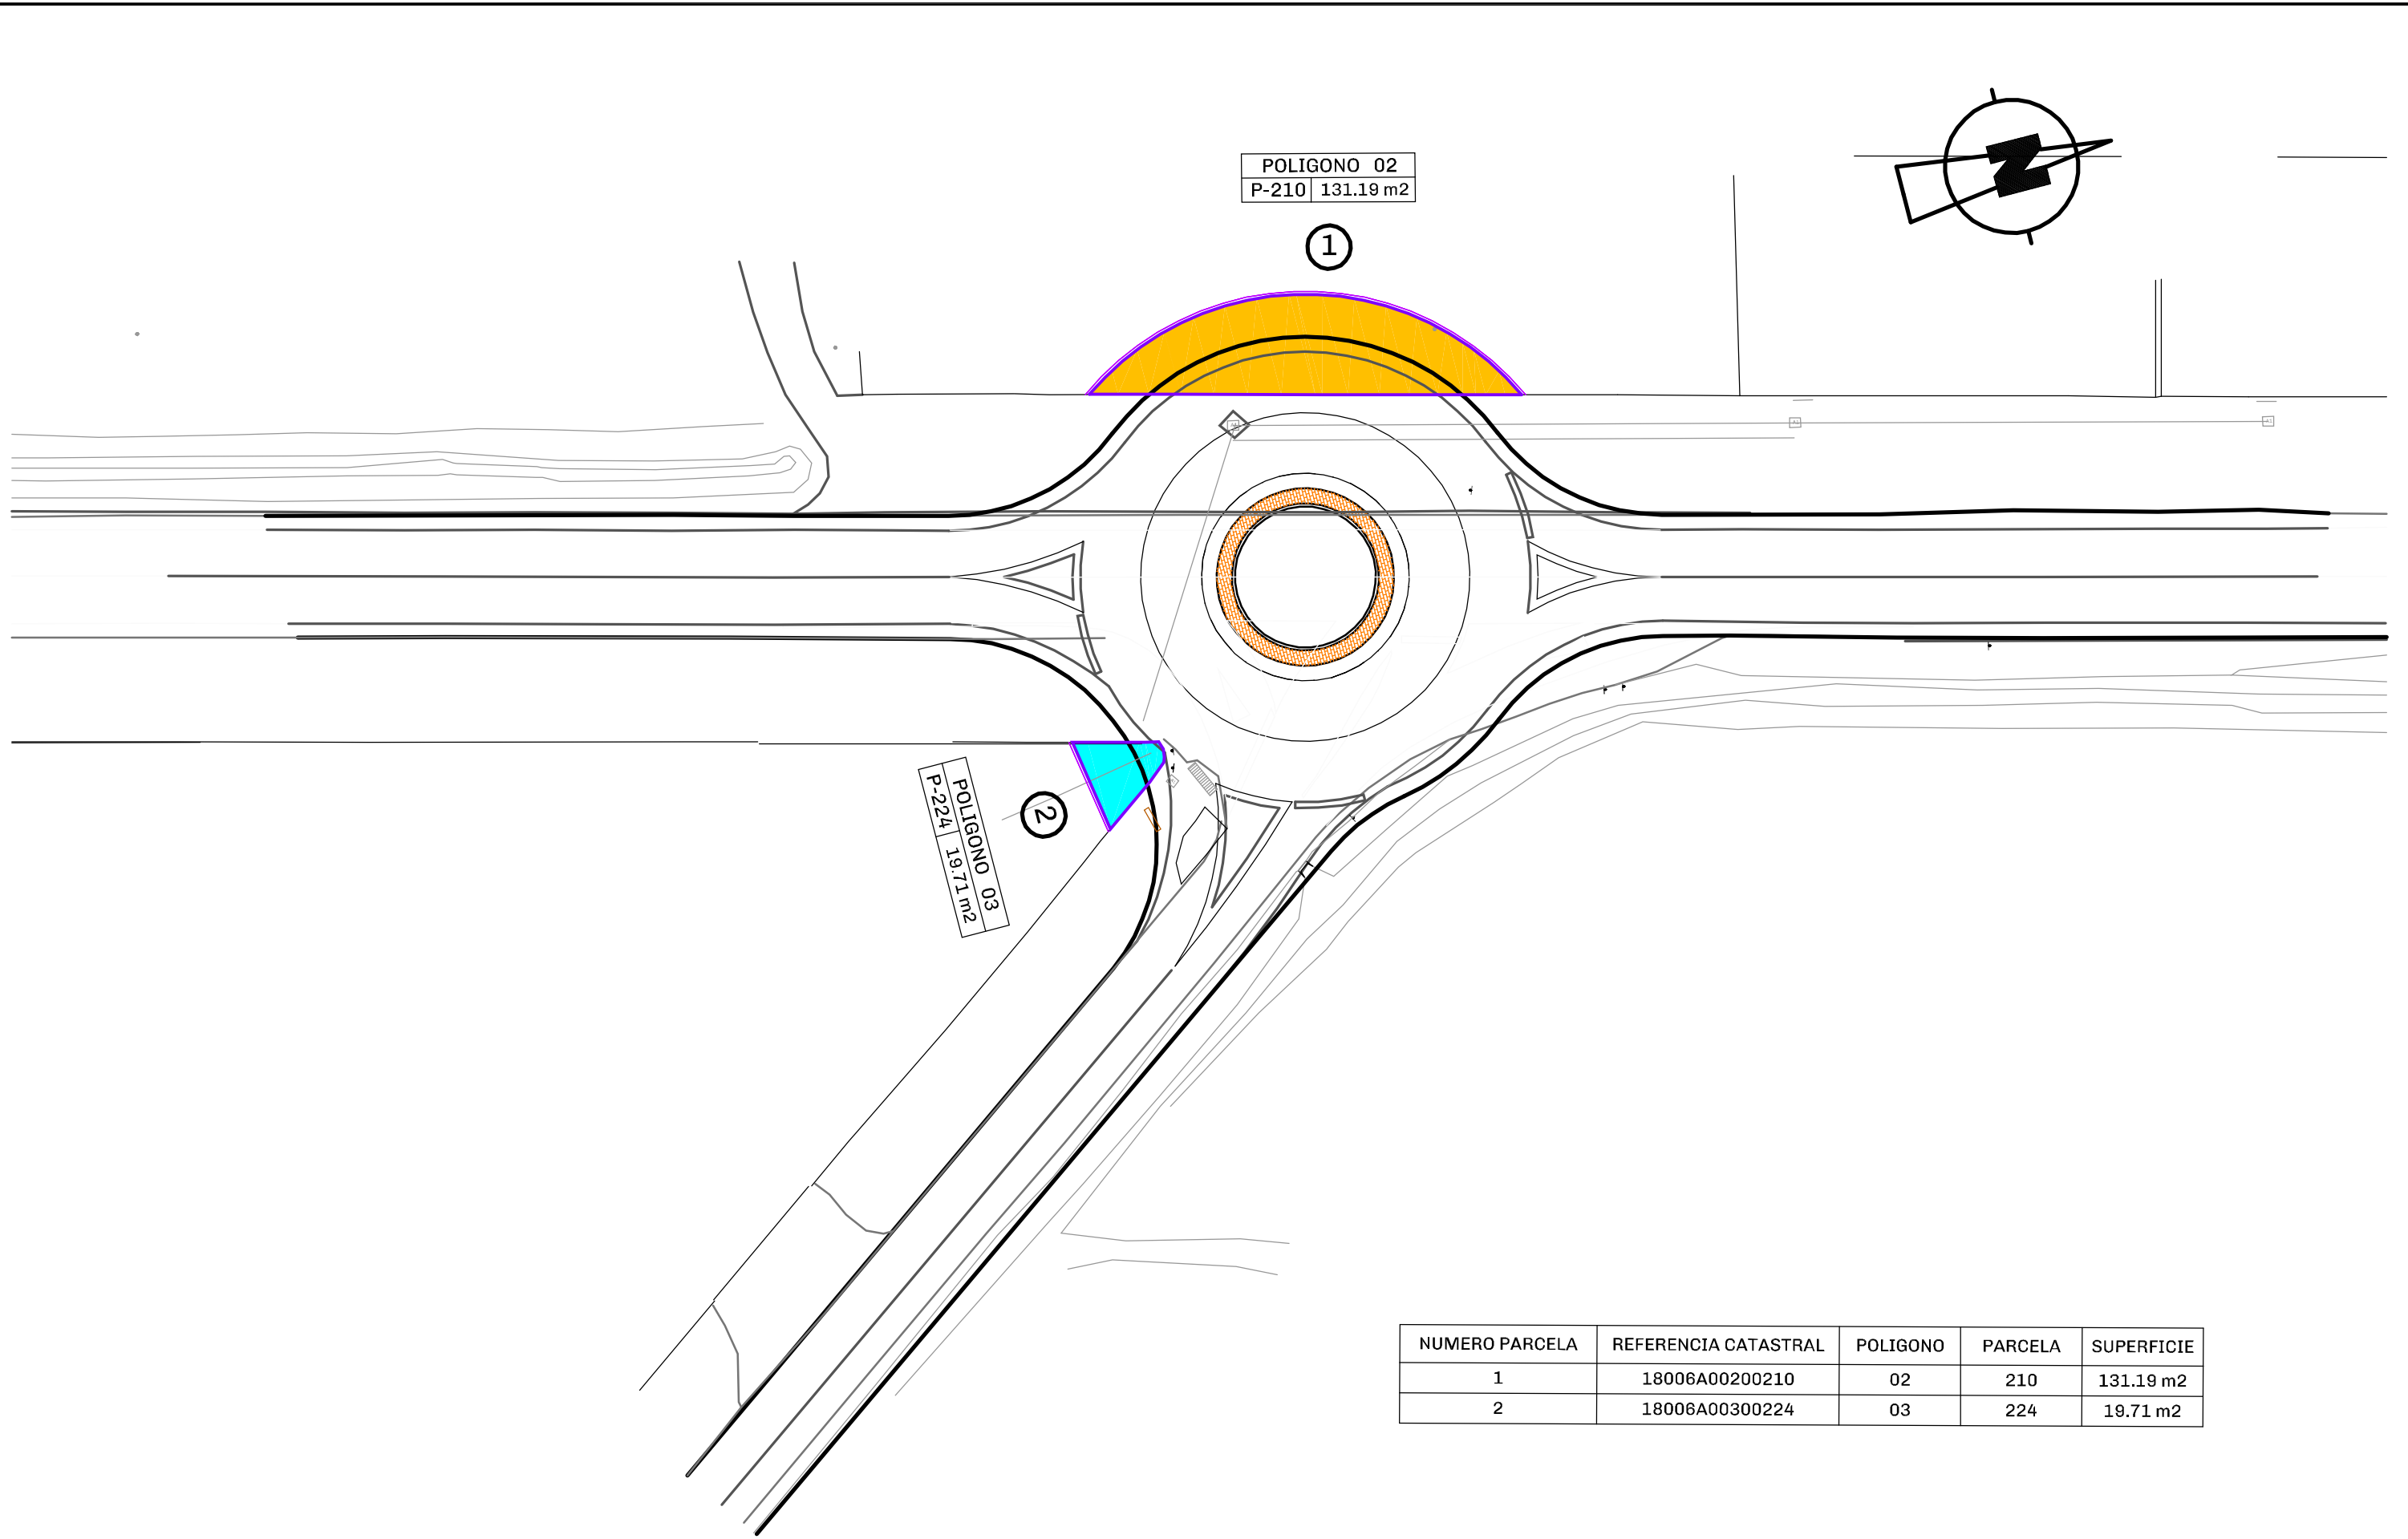 POLIGONO 02
P-210 131.19 m2
1
N
POLIGONO 03
P-224 19.71 m2
2
NUMERO PARCELA REFERENCIA CATASTRAL POLIGONO PARCELA SUPERFICIE
1 18006A00200210 02 210 131.19 m2
2 18006A00300224 03 224 19.71 m2